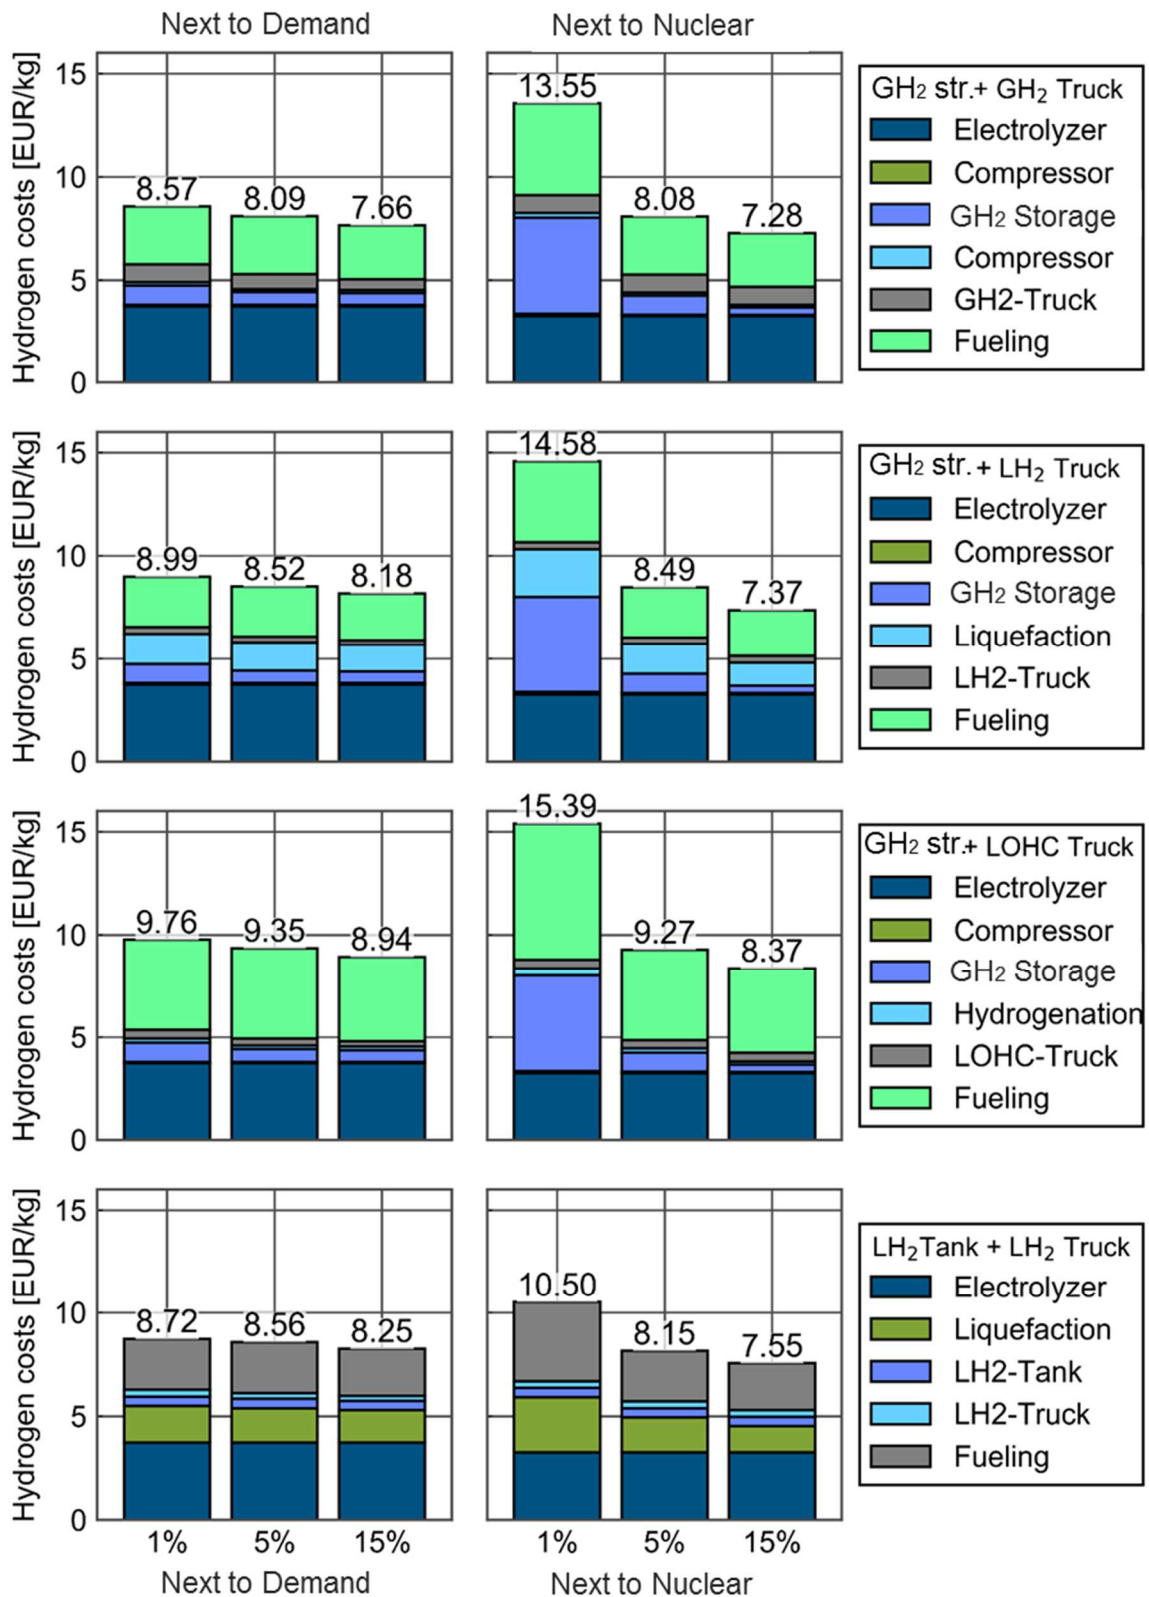 Next to Demand
Next to Nuclear
Hydrogen costs [EUR/kg]
15
10
5
0
8.57
8.09
7.66
13.55
8.08
7.28
GH2 str.+ GH2 Truck
Electrolyzer
Compressor
GH2 Storage
Compressor
GH2-Truck
Fueling
Hydrogen costs [EUR/kg]
15
10
5
0
8.99
8.52
8.18
14.58
8.49
7.37
GH2 str. + LH2 Truck
Electrolyzer
Compressor
GH2 Storage
Liquefaction
LH2-Truck
Fueling
Hydrogen costs [EUR/kg]
15
10
5
0
9.76
9.35
8.94
15.39
9.27
8.37
GH2 str.+ LOHC Truck
Electrolyzer
Compressor
GH2 Storage
Hydrogenation
LOHC-Truck
Fueling
Hydrogen costs [EUR/kg]
15
10
5
0
8.72
8.56
8.25
10.50
8.15
7.55
LH2Tank + LH2 Truck
Electrolyzer
Liquefaction
LH2-Tank
LH2-Truck
Fueling
1%
5%
15%
1%
5%
15%
Next to Demand
Next to Nuclear